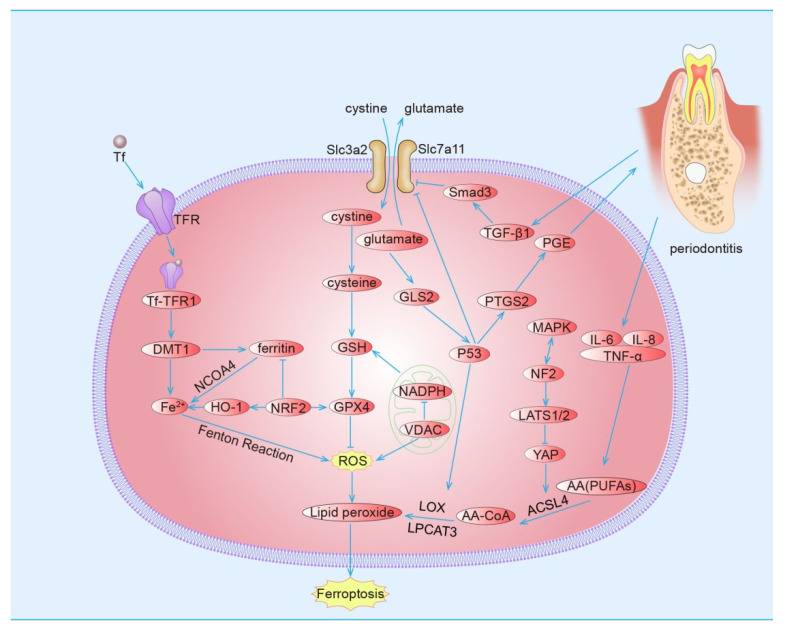 cystine
glutamate
Slc3a2
Slc7a11
Tf
TFR
Smad3
cystine
TGF-β1
glutamate
PGE
periodontitis
cysteine
Tf-TFR1
GLS2
PTGS2
MAPK
IL-6
IL-8
TNF-α
DMT1
ferritin
GSH
P53
NCOA4
NF2
NADPH
Fe²⁺
HO-1
NRF2
GPX4
LATS1/2
VDAC
Fenton Reaction
ROS
YAP
AA(PUFAs)
ACSL4
LOX
Lipid peroxide
AA-CoA
LPCAT3
Ferroptosis